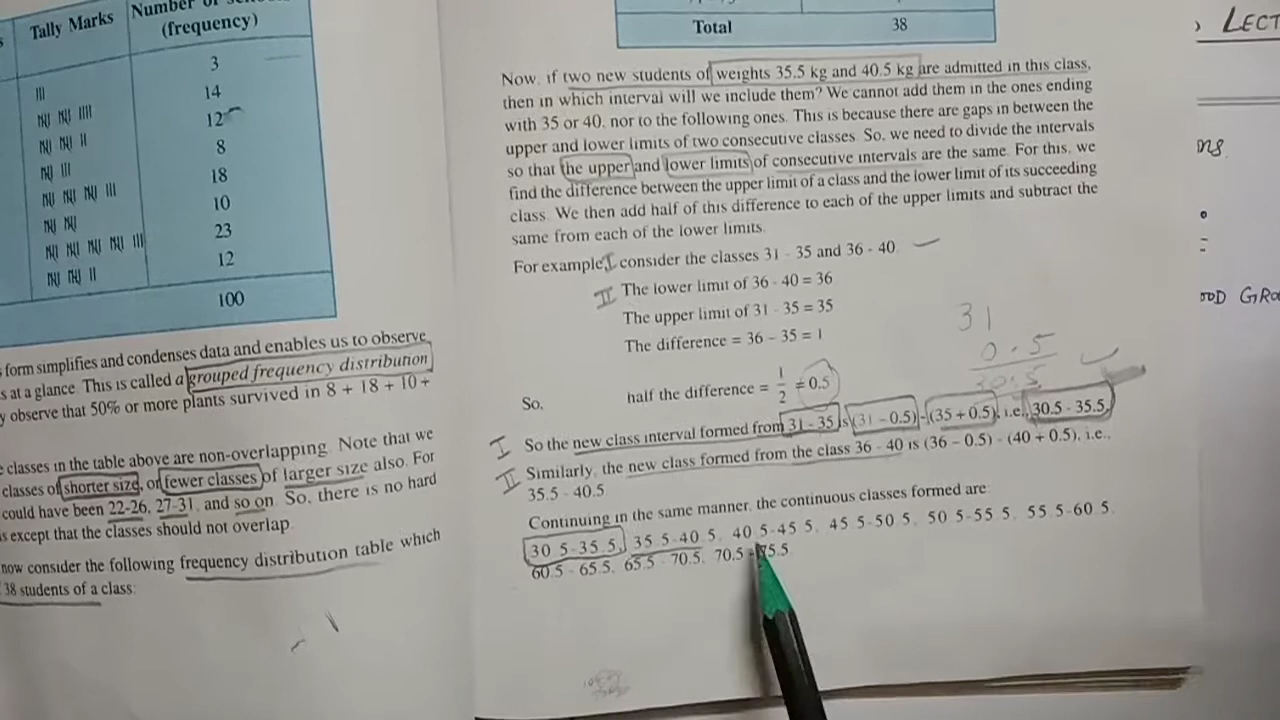 Tally Marks
Number of
(frequency)
3
14
12
8
18
10
23
12
100
form simplifies and condenses data and enables us to observe
s at a glance. This is called a grouped frequency distribution
observe that 50% or more plants survived in 8 + 18 + 10 +
classes in the table above are non-overlapping. Note that we
classes of shorter size, or fewer classes of larger size also. For
could have been 22-26, 27-31, and so on. So, there is no hard
except that the classes should not overlap.
now consider the following frequency distribution table which
38 students of a class:
Total 38
Now, if two new students of weights 35.5 kg and 40.5 kg are admitted in this class,
then in which interval will we include them? We cannot add them in the ones ending
with 35 or 40, nor to the following ones. This is because there are gaps in between the
upper and lower limits of two consecutive classes. So, we need to divide the intervals
so that the upper and lower limits of consecutive intervals are the same. For this, we
find the difference between the upper limit of a class and the lower limit of its succeeding
class. We then add half of this difference to each of the upper limits and subtract the
same from each of the lower limits.
For example, I consider the classes 31 - 35 and 36 - 40.
II The lower limit of 36 - 40 = 36
The upper limit of 31 - 35 = 35
The difference = 36 – 35 = 1
So, half the difference = 1/2 = 0.5
31
0.5
30.5
I So the new class interval formed from 31 - 35 is (31 – 0.5) - (35 + 0.5), i.e., 30.5 - 35.5.
II Similarly, the new class formed from the class 36 - 40 is (36 – 0.5) - (40 + 0.5), i.e.,
35.5 - 40.5
Continuing in the same manner, the continuous classes formed are:
30.5-35.5, 35.5-40.5, 40.5-45.5, 45.5-50.5, 50.5-55.5, 55.5-60.5,
60.5 - 65.5, 65.5 - 70.5, 70.5 - 75.5
LECT
OOD GRO